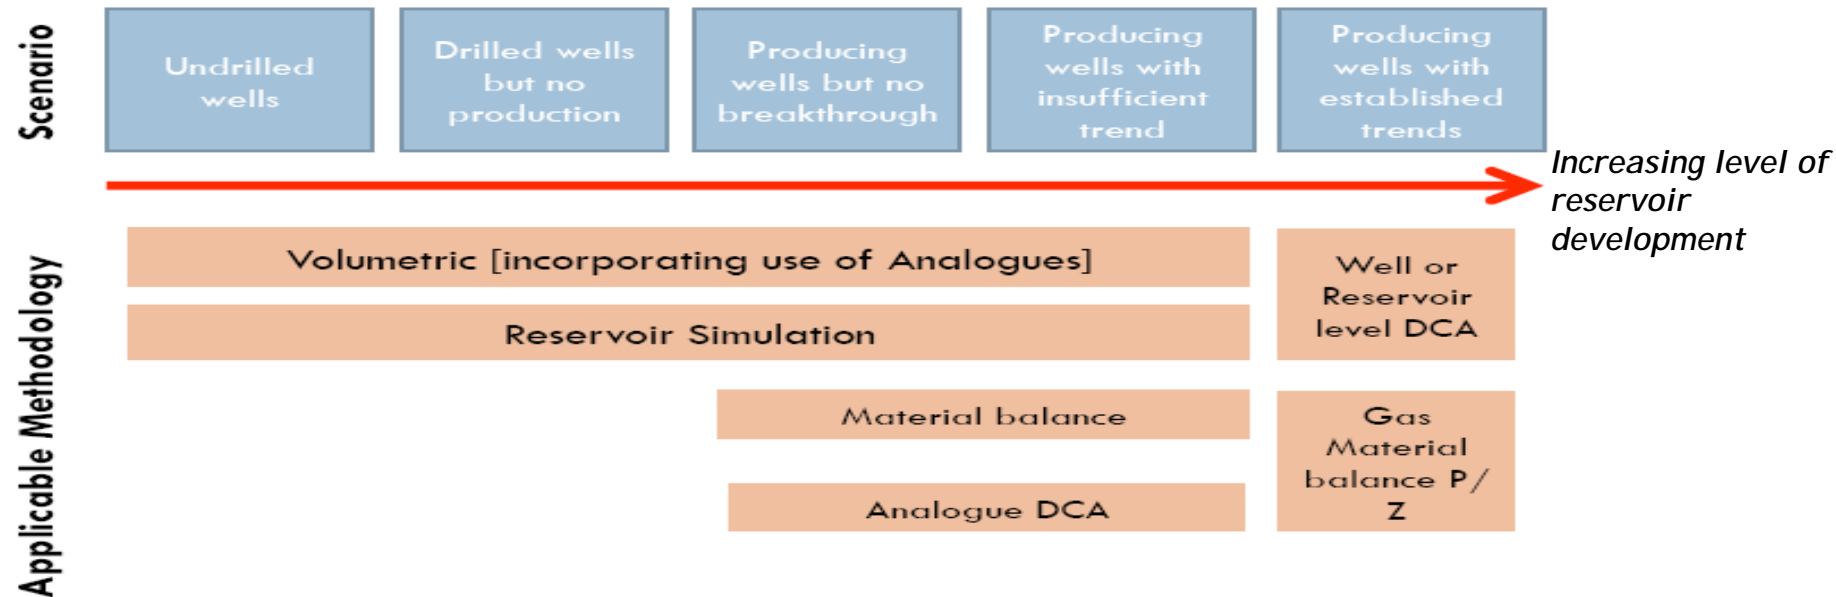 Scenario
Undrilled
wells
Drilled wells
but no
production
Producing
wells but no
breakthrough
Producing
wells with
insufficient
trend
Producing
wells with
established
trends
Increasing level of
reservoir
development
Applicable Methodology
Volumetric [incorporating use of Analogues]
Reservoir Simulation
Well or
Reservoir
level DCA
Material balance
Analogue DCA
Gas
Material
balance P/
Z